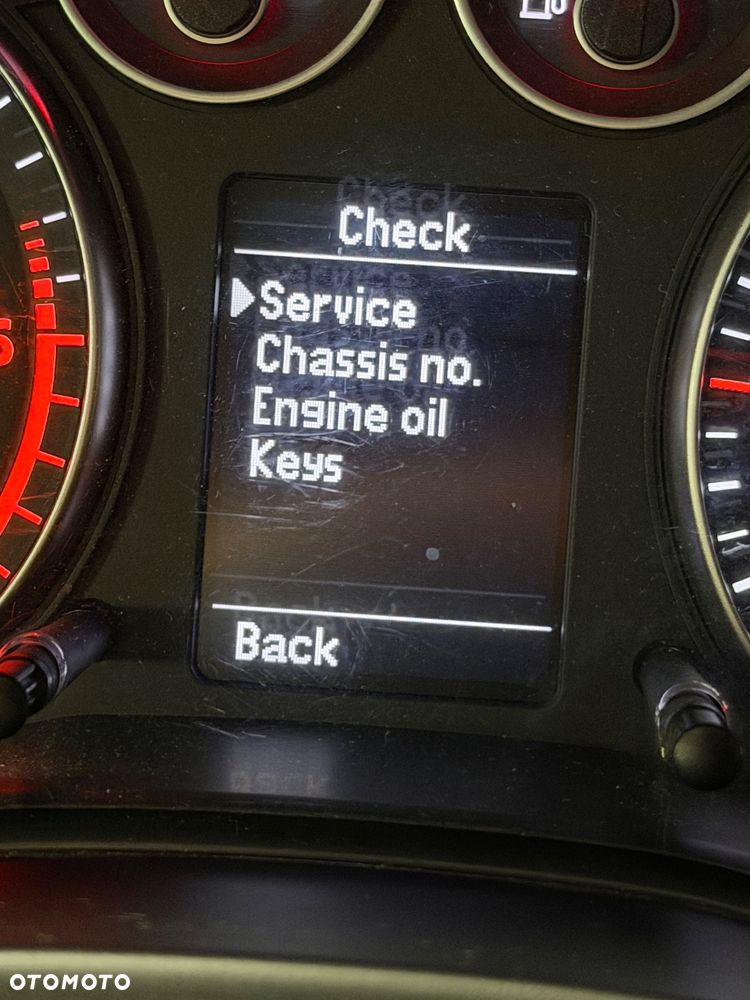 Check
Service
Chassis no.
Engine oil
Keys
Back
OTOMOTO